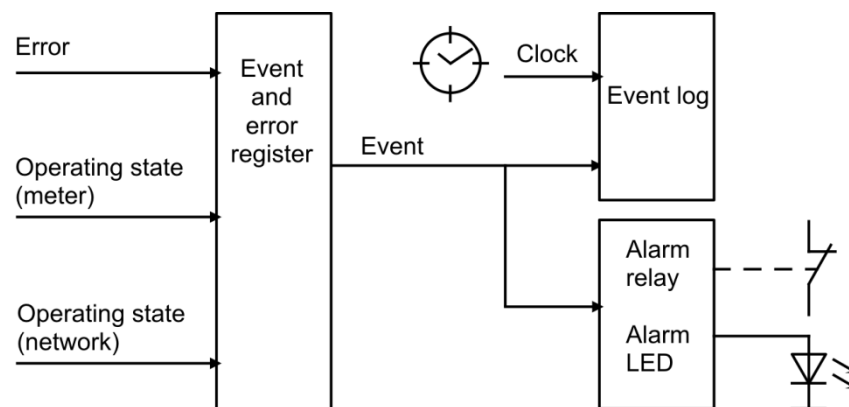 Error
Operating state
(meter)
Operating state
(network)
Event
and
error
register
Event
Clock
Event log
Alarm
relay
Alarm
LED